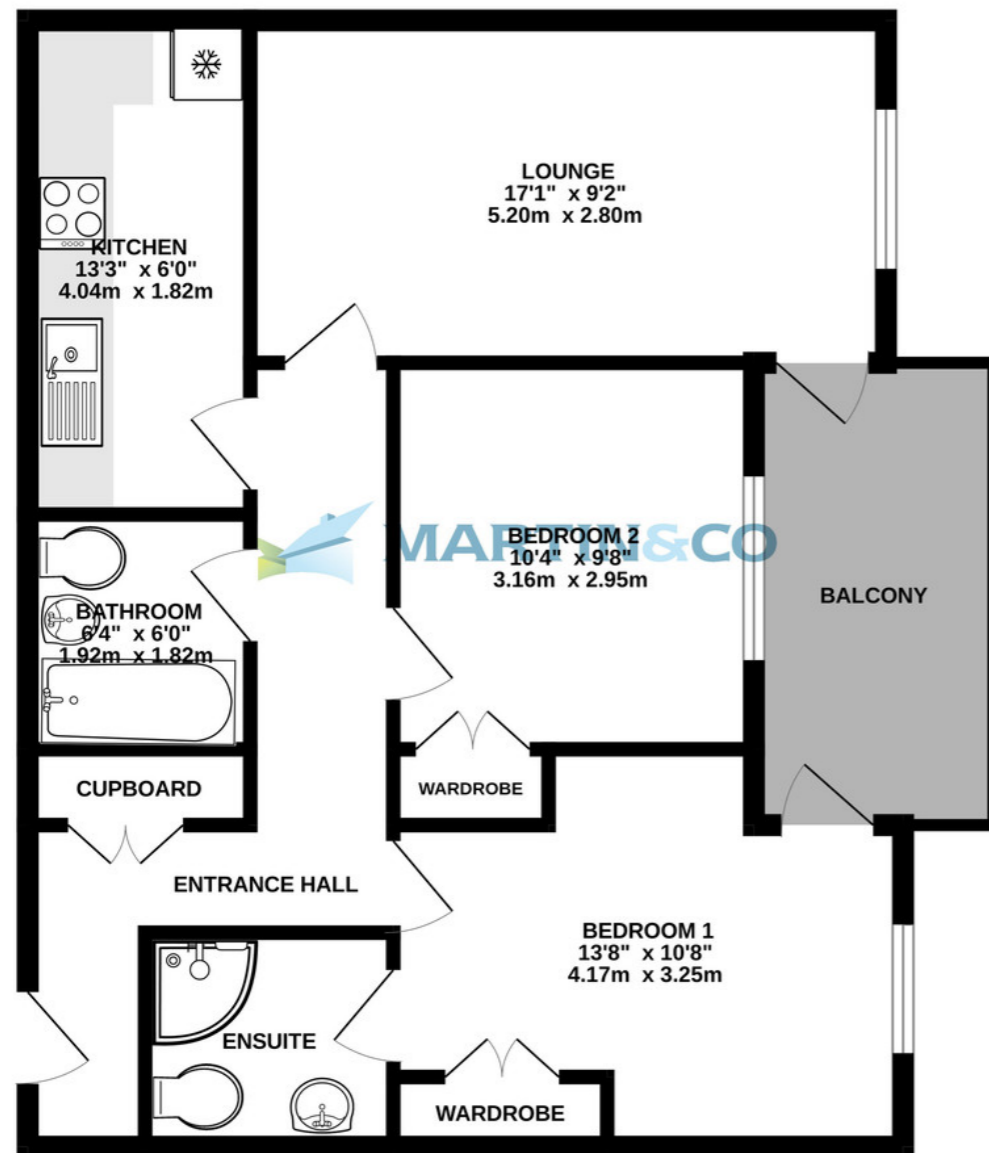 LOUNGE
17'1" x 9'2"
5.20m x 2.80m
KITCHEN
13'3" x 6'0"
4.04m x 1.82m
MARTIN&CO
BEDROOM 2
10'4" x 9'8"
3.16m x 2.95m
BALCONY
BATHROOM
6'4" x 6'0"
1.92m x 1.82m
CUPBOARD
WARDROBE
ENTRANCE HALL
BEDROOM 1
13'8" x 10'8"
4.17m x 3.25m
ENSUITE
WARDROBE